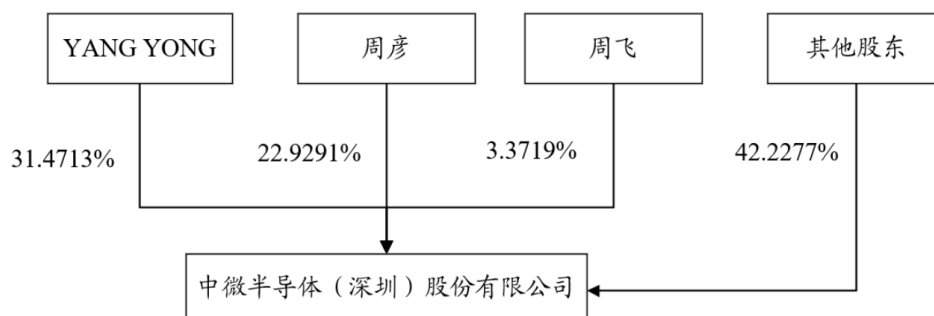 YANG YONG
周彦
周飞
其他股东
31.4713%
22.9291%
3.3719%
42.2277%
中微半导体（深圳）股份有限公司